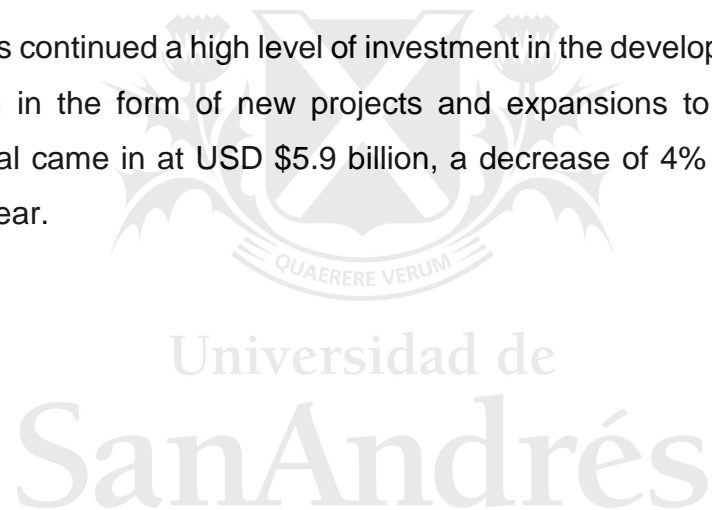 s continued a high level of investment in the develop
in the form of new projects and expansions to
al came in at USD $5.9 billion, a decrease of 4%
ear.
QUAERERE VERUM
Universidad de
SanAndrés